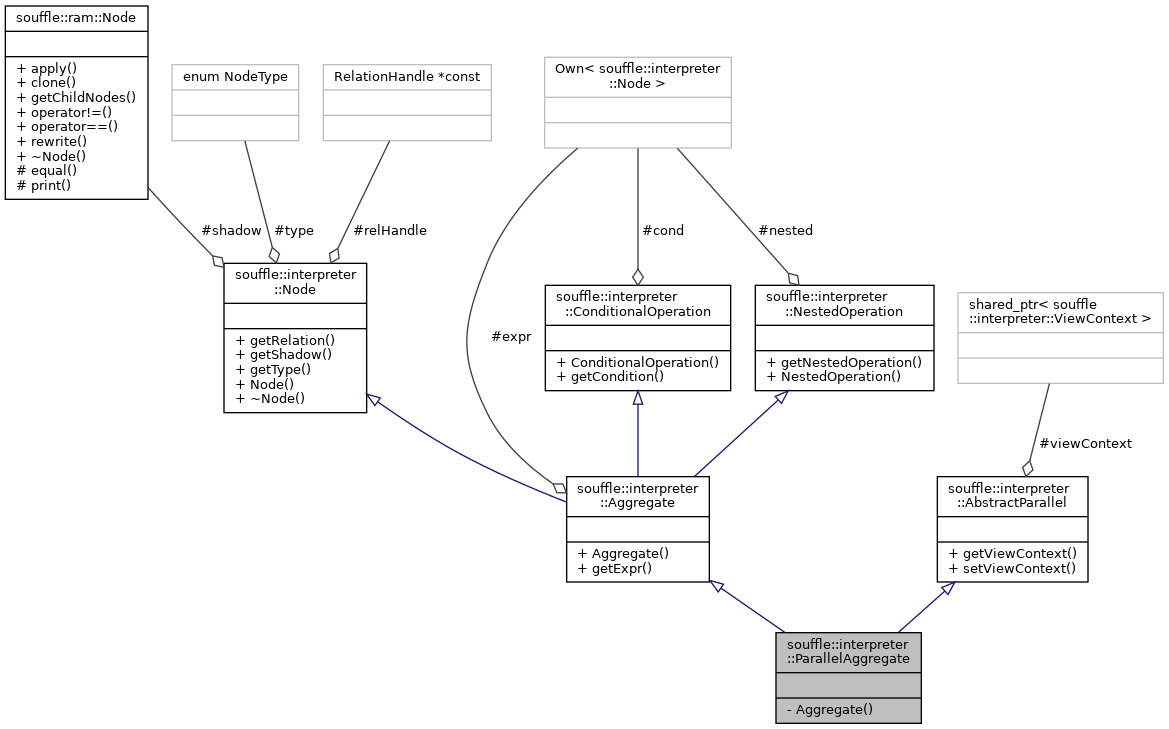 souffle::ram::Node
+ apply()
+ clone()
+ getChildNodes()
+ operator!=()
+ operator==()
+ rewrite()
+ ~Node()
# equal()
# print()
enum NodeType
RelationHandle *const
Own< souffle::interpreter
::Node >
#shadow
#type
#relHandle
#cond
#nested
souffle::interpreter
::Node
+ getRelation()
+ getShadow()
+ getType()
+ Node()
+ ~Node()
#expr
souffle::interpreter
::ConditionalOperation
+ ConditionalOperation()
+ getCondition()
souffle::interpreter
::NestedOperation
+ getNestedOperation()
+ NestedOperation()
shared_ptr< souffle
::interpreter::ViewContext >
#viewContext
souffle::interpreter
::Aggregate
+ Aggregate()
+ getExpr()
souffle::interpreter
::AbstractParallel
+ getViewContext()
+ setViewContext()
souffle::interpreter
::ParallelAggregate
- Aggregate()